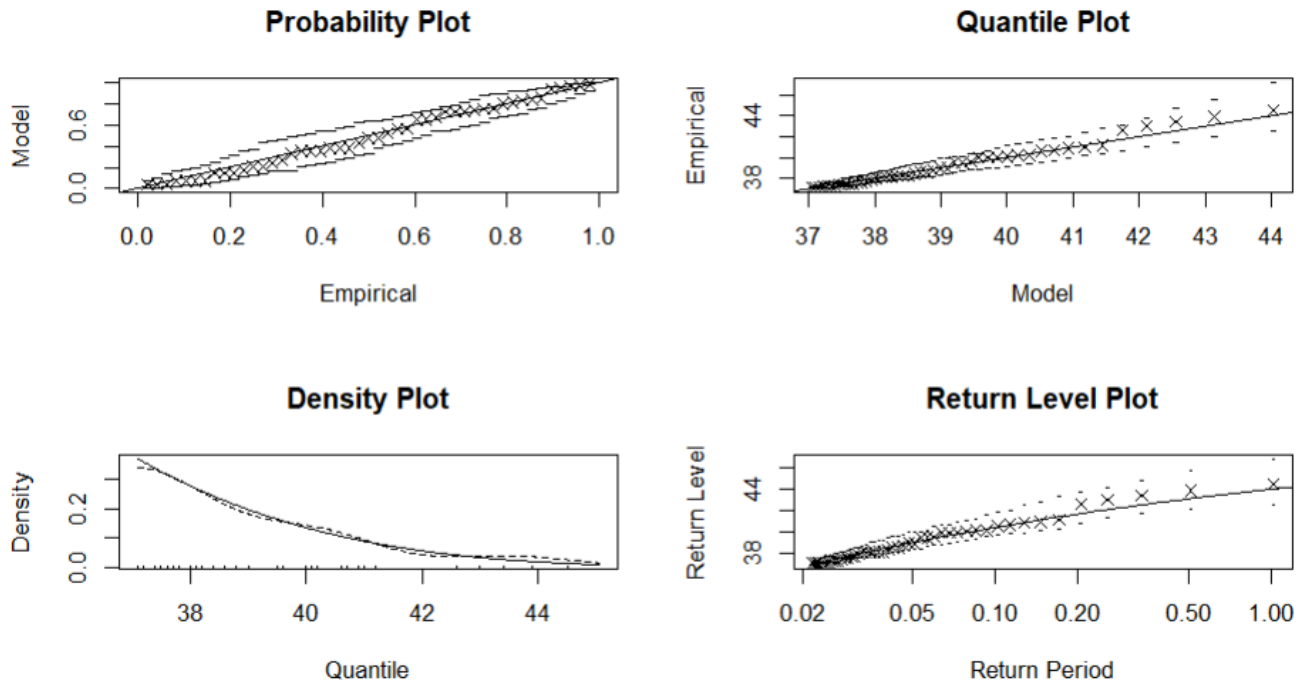 Probability Plot
Model
0.0 0.6
0.0 0.2 0.4 0.6 0.8 1.0
Empirical
Quantile Plot
Empirical
38 44
37 38 39 40 41 42 43 44
Model
Density Plot
Density
0.0 0.2
38 40 42 44
Quantile
Return Level Plot
Return Level
38 44
0.02 0.05 0.10 0.20 0.50 1.00
Return Period